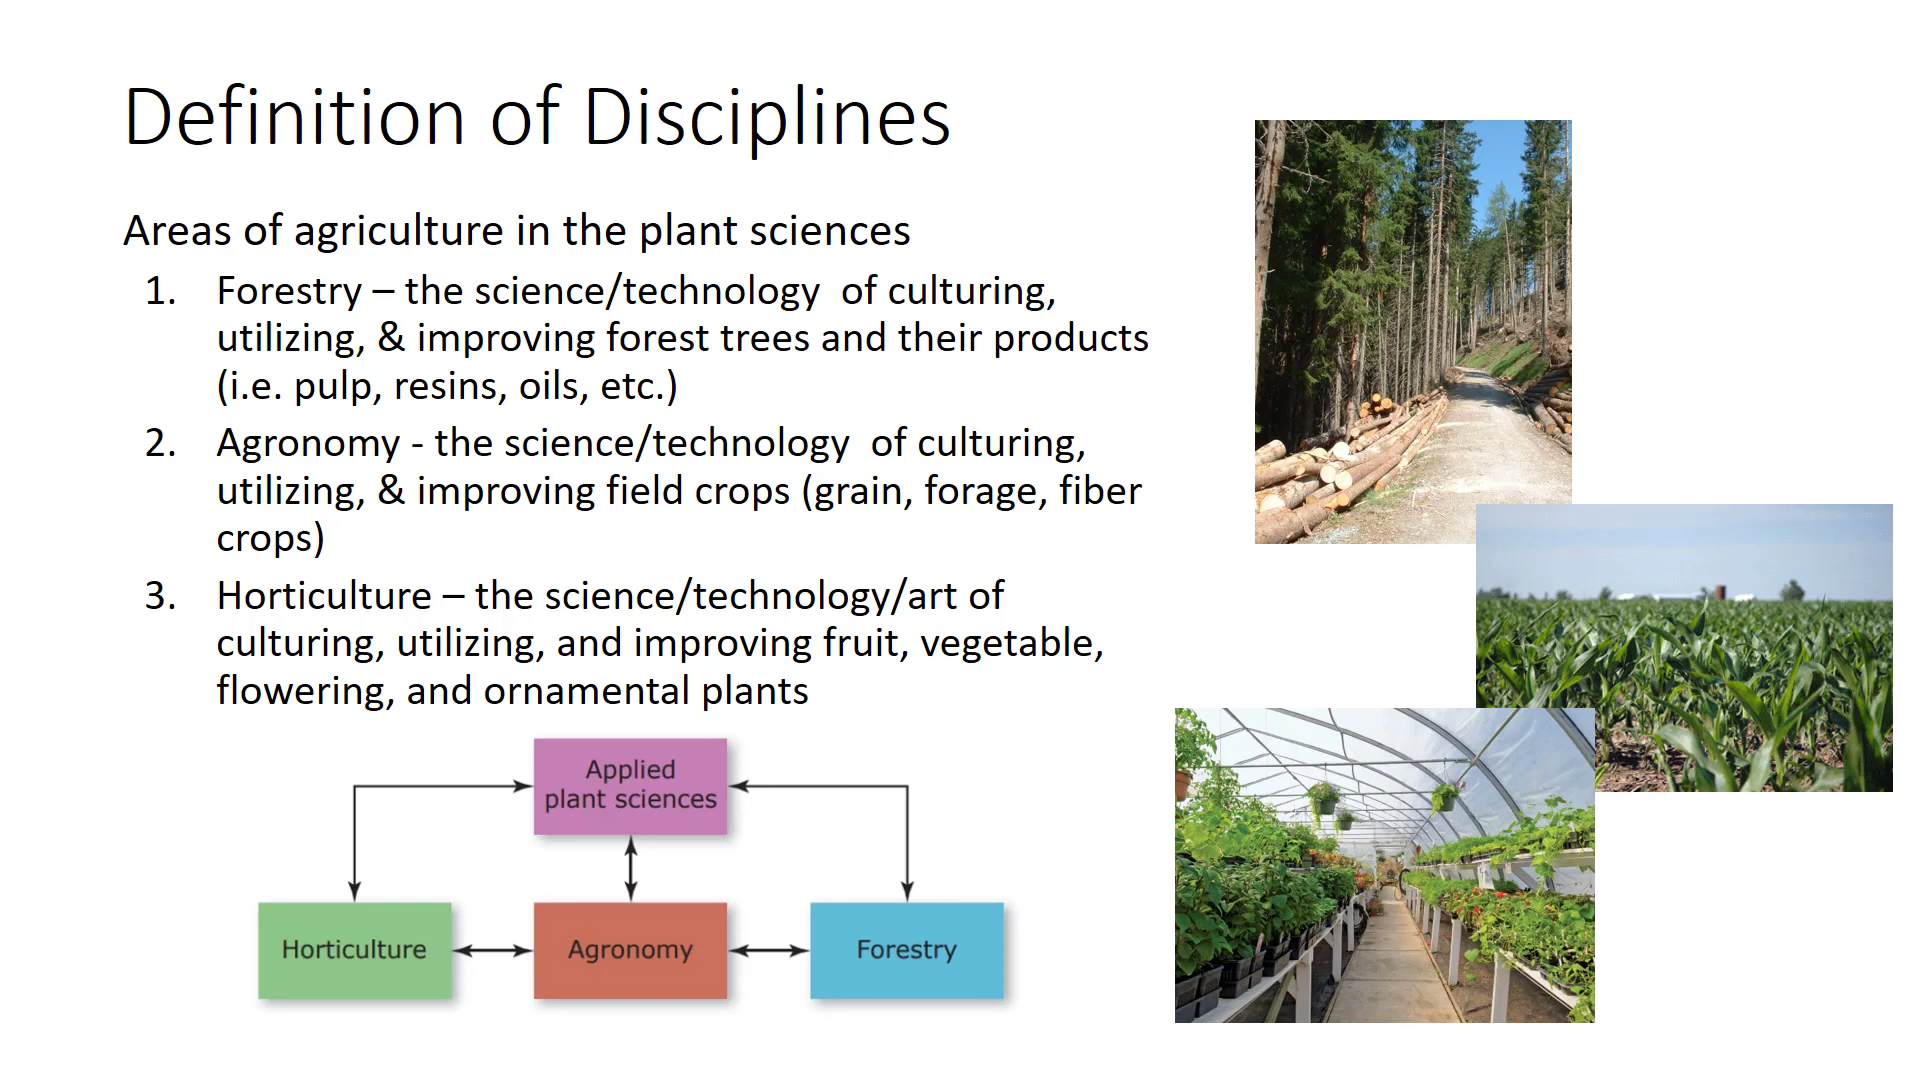 Definition of Disciplines
Areas of agriculture in the plant sciences
1. Forestry – the science/technology  of culturing,
utilizing, & improving forest trees and their products
(i.e. pulp, resins, oils, etc.)
2. Agronomy - the science/technology  of culturing,
utilizing, & improving field crops (grain, forage, fiber
crops)
3. Horticulture – the science/technology/art of
culturing, utilizing, and improving fruit, vegetable,
flowering, and ornamental plants
Applied
plant sciences
Horticulture
Agronomy
Forestry